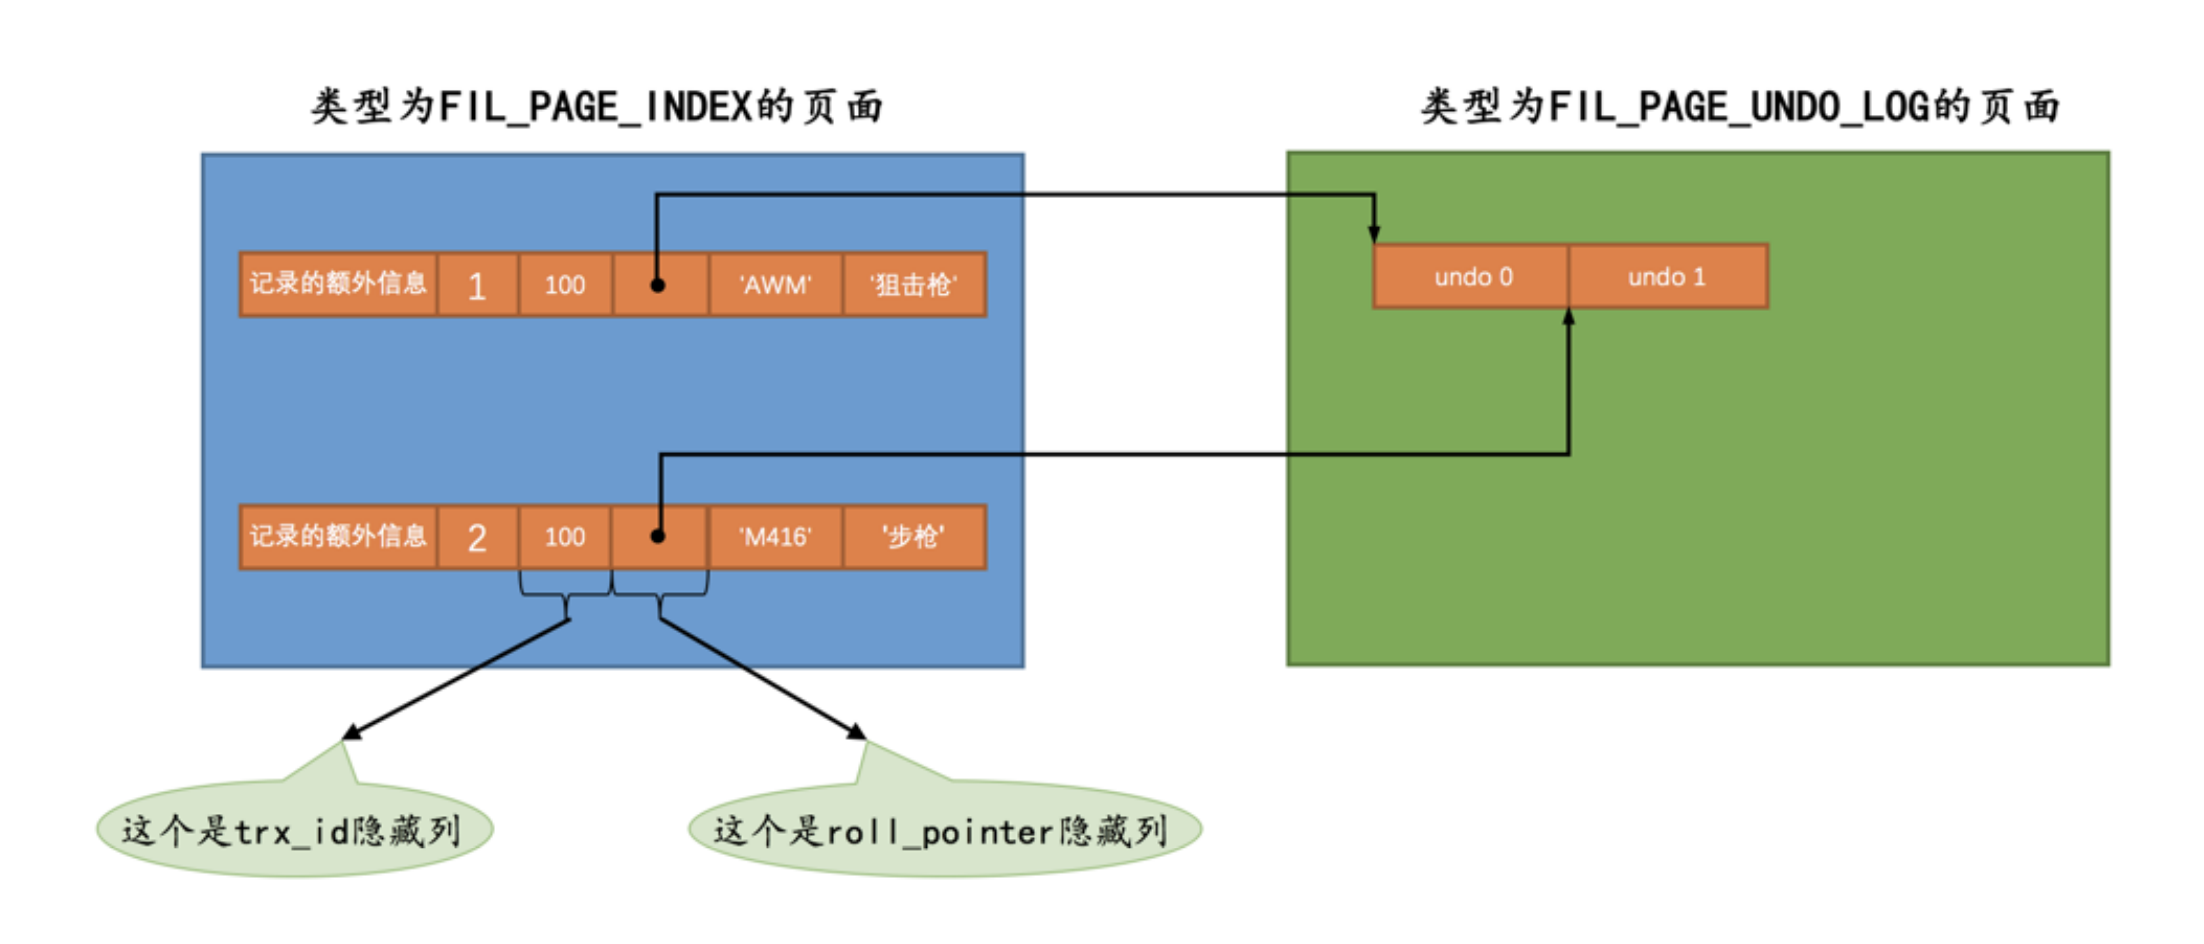 类型为FIL_PAGE_INDEX的页面
类型为FIL_PAGE_UNDO_LOG的页面
记录的额外信息 1 100 'AWM' '狙击枪'
undo 0 undo 1
记录的额外信息 2 100 'M416' '步枪'
这个是trx_id隐藏列
这个是roll_pointer隐藏列